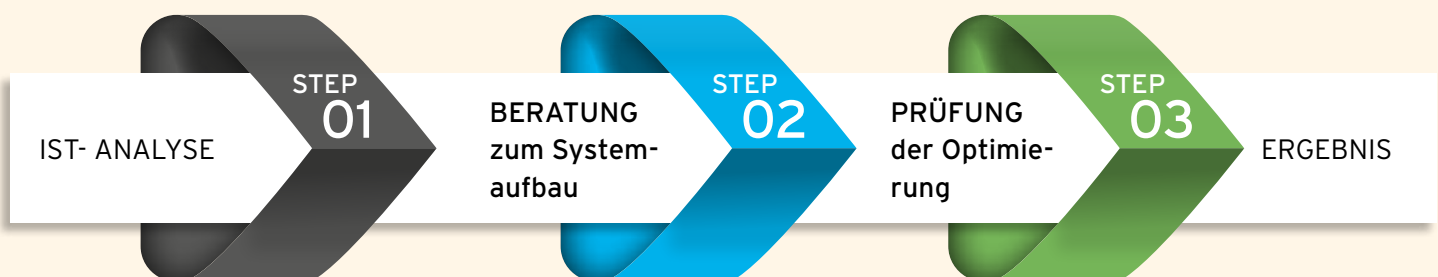 IST- ANALYSE
STEP
01
BERATUNG
zum System-
aufbau
STEP
02
PRÜFUNG
der Optimie-
rung
STEP
03
ERGEBNIS